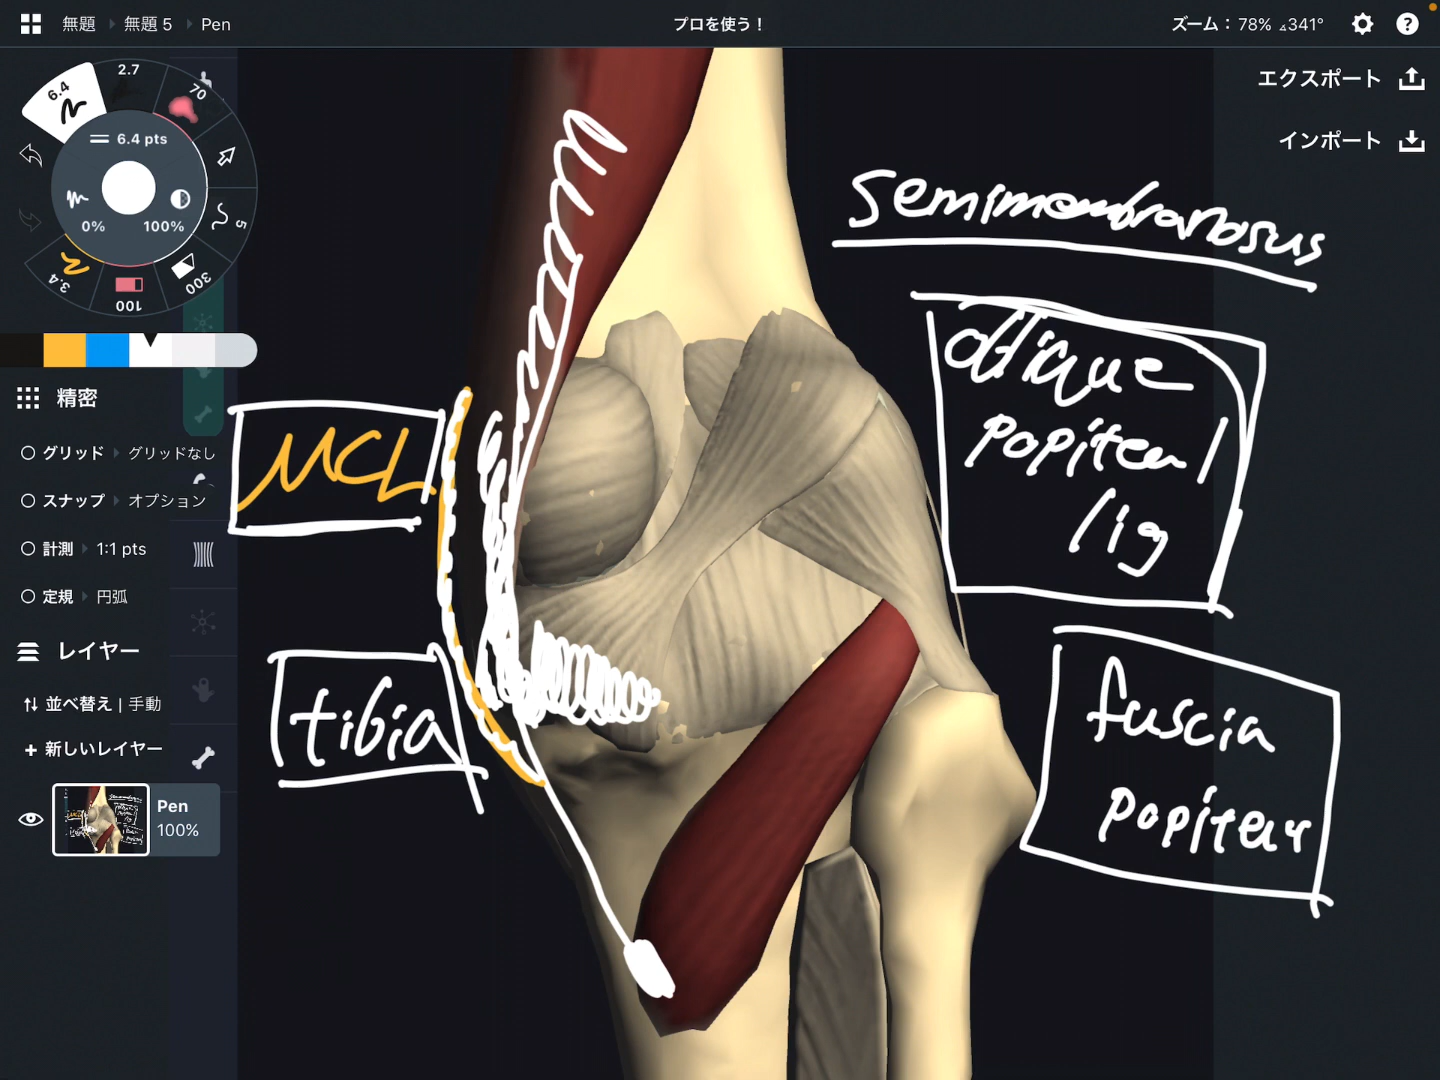 無題 無題 5 Pen
プロを使う!
ズーム: 78% ⊿341°
エクスポート
インポート
6.4
2.7
70
6.4 pts
0%
100%
5
300
100
3.4
精密
グリッド グリッドなし
スナップ オプション
計測 1:1 pts
定規 円弧
レイヤー
並べ替え | 手動
+ 新しいレイヤー
Pen
100%
MCL
tibia
semimembranosus
oblique
popiteal
lig
fuscia
popitear